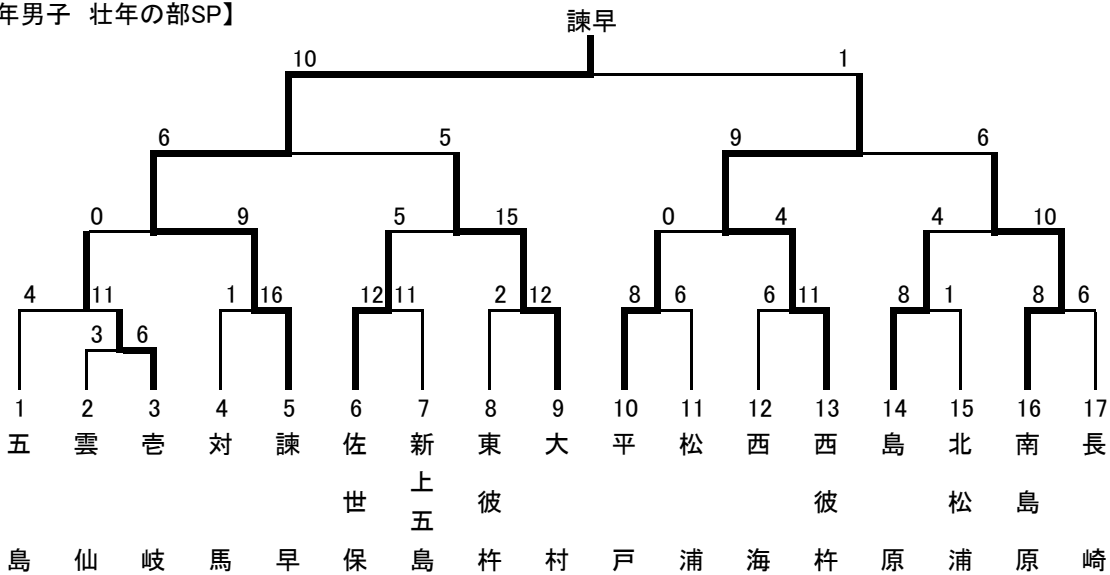 年男子 壮年の部SP】
諫早
10 1
6 5 9 6
0 9 5 15 0 4 4 10
4 11 1 16 12 11 2 12 8 6 6 11 8 1 8 6
3 6
1 2 3 4 5 6 7 8 9 10 11 12 13 14 15 16 17
五島
雲仙
壱岐
対馬
諫早
佐世保
新上五島
東彼杵
大村
平戸
松浦
西海
西彼杵
島原
北松浦
南島原
長崎